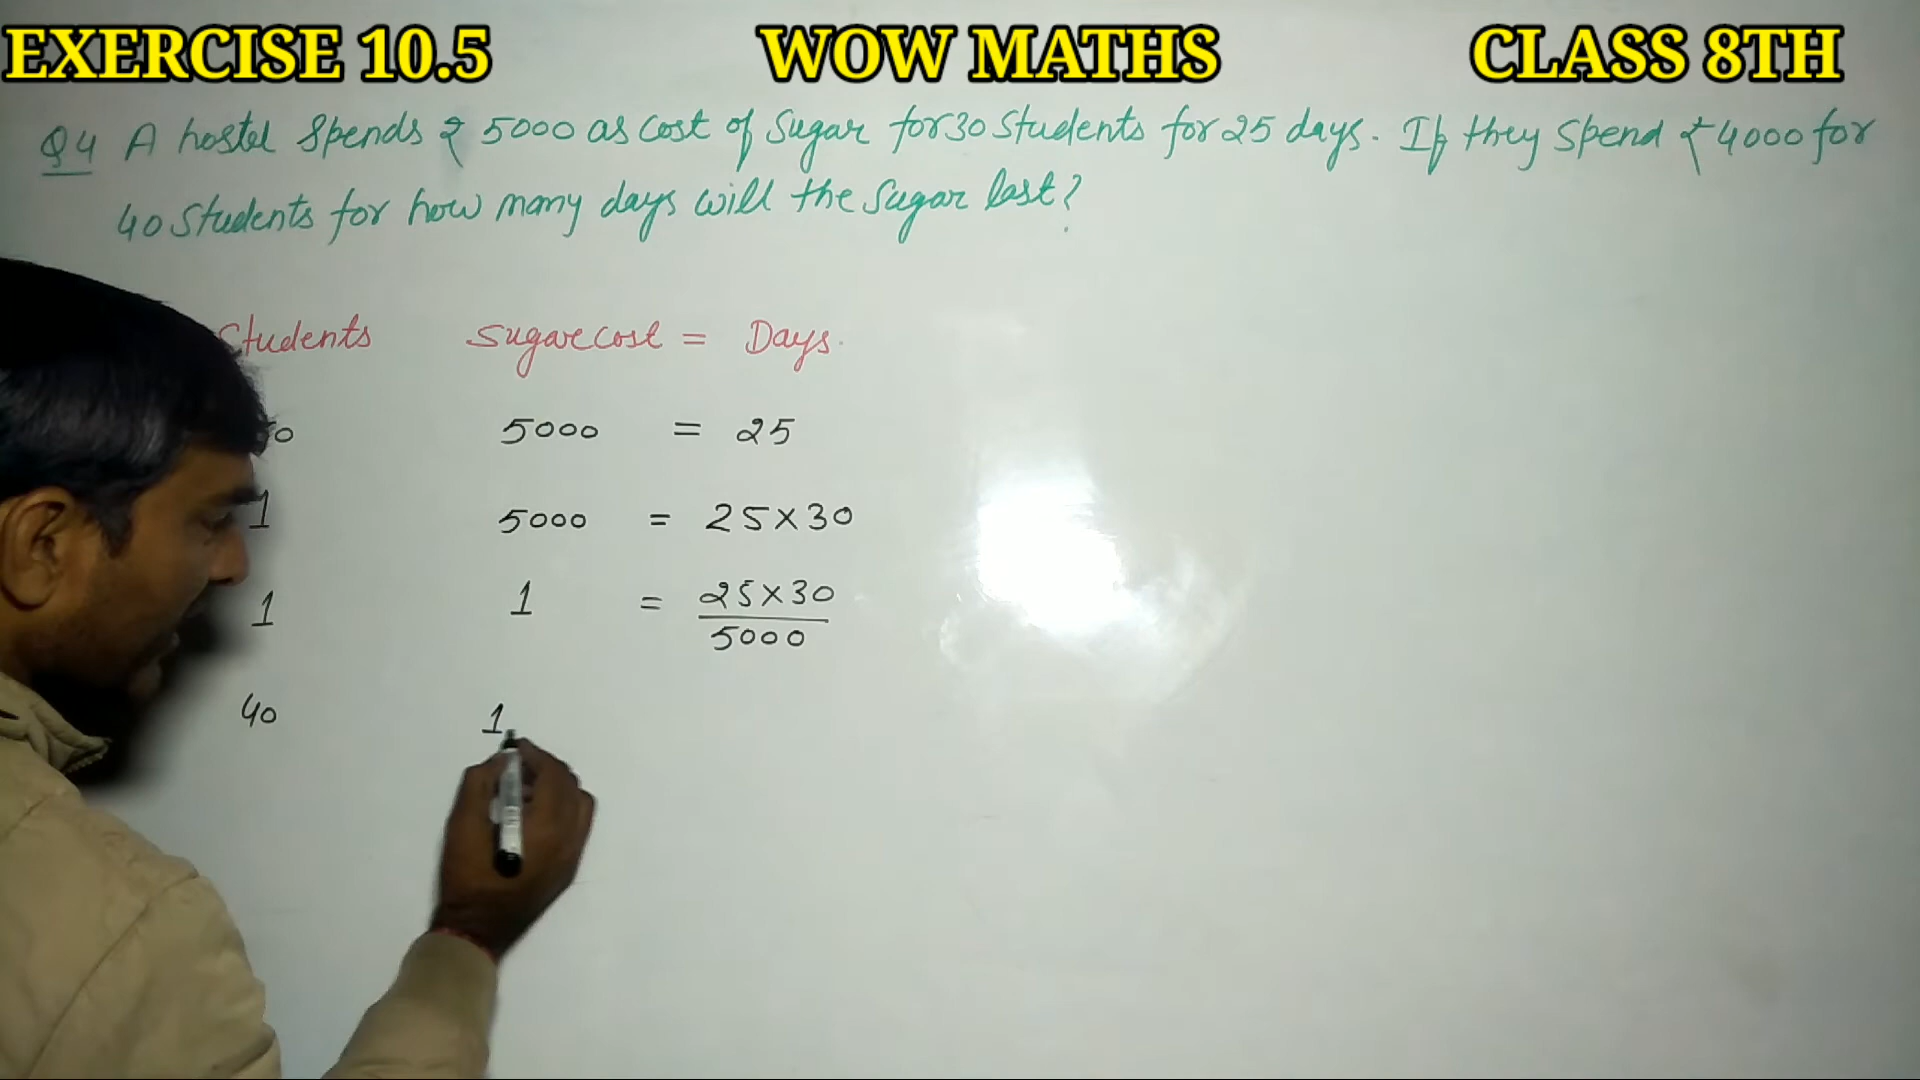 EXERCISE 10.5 WOW MATHS CLASS 8TH
Q4 A hostel spends ₹ 5000 as cost of Sugar for 30 Students for 25 days. If they spend ₹ 4000 for
40 Students for how many days will the Sugar last?
Students Sugar cost = Days
0 5000 = 25
1 5000 = 25×30
1 1 = 25×30
5000
40 1